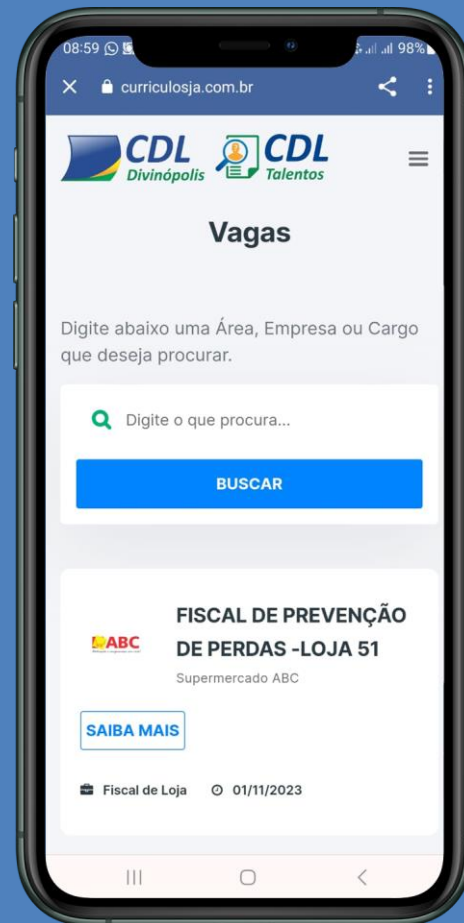 08:59
98%
curriculosja.com.br
CDL
Divinópolis
CDL
Talentos
Vagas
Digite abaixo uma Área, Empresa ou Cargo
que deseja procurar.
Digite o que procura...
BUSCAR
ABC
FISCAL DE PREVENÇÃO
DE PERDAS -LOJA 51
Supermercado ABC
SAIBA MAIS
Fiscal de Loja 01/11/2023